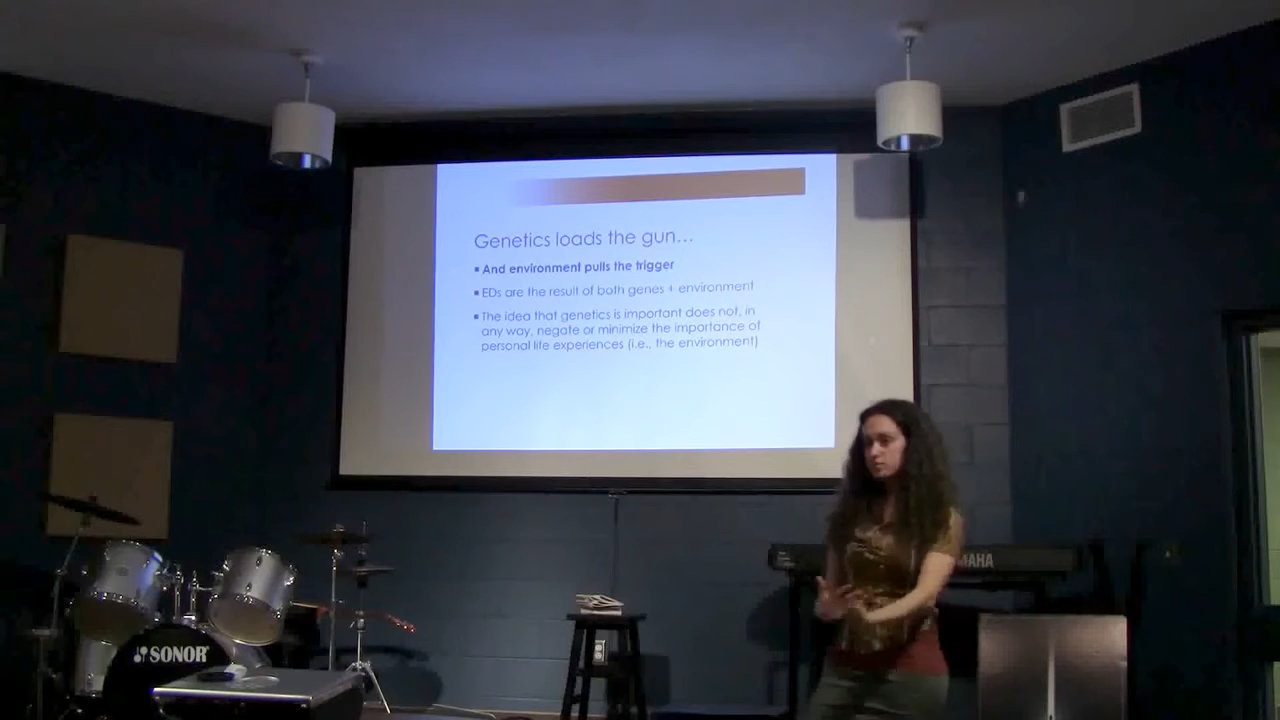 Genetics loads the gun...
▪ And environment pulls the trigger
▪ EDs are the result of both genes + environment
▪ The idea that genetics is important does not, in
any way, negate or minimize the importance of
personal life experiences (i.e., the environment)
AMAHA
SONOR